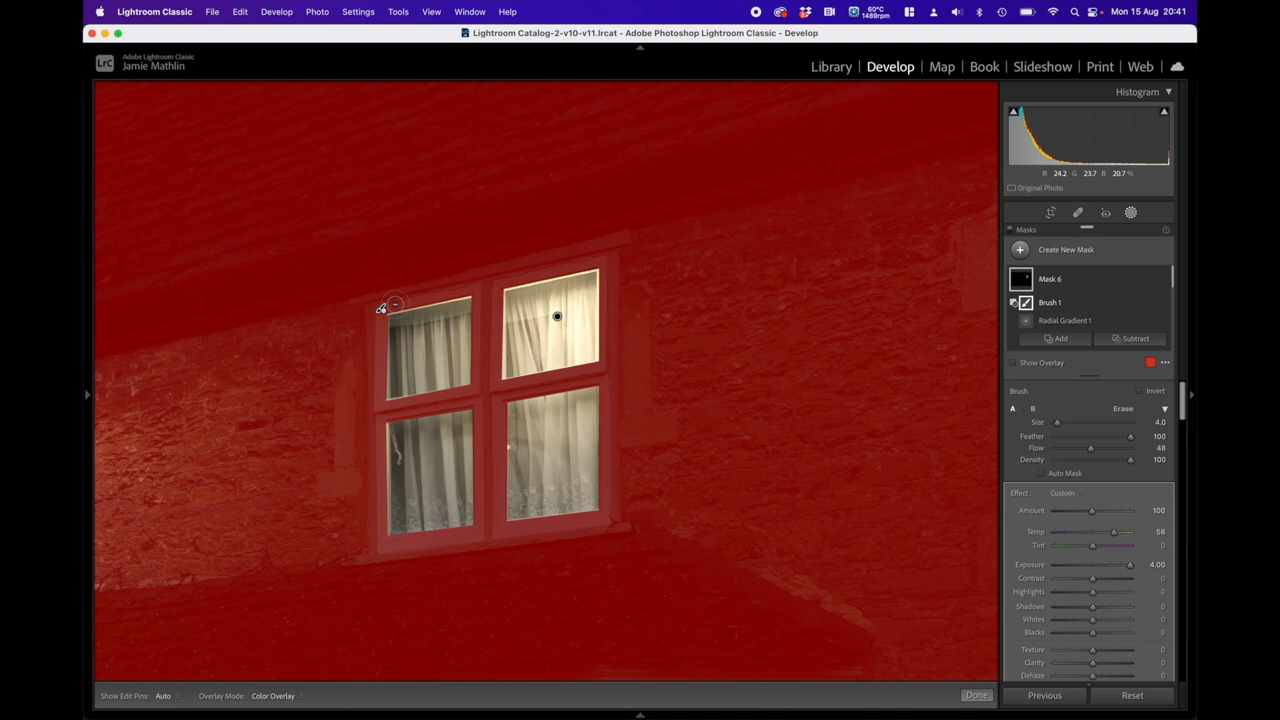 Lightroom Classic File Edit Develop Photo Settings Tools View Window Help 60°C 1489rpm Mon 15 Aug 20:41
Lightroom Catalog-2-v10-v11.lrcat - Adobe Photoshop Lightroom Classic - Develop
LrC Adobe Lightroom Classic
Jamie Mathlin
Library Develop Map Book Slideshow Print Web
Histogram
R 24.2 G 23.7 B 20.7 %
Original Photo
Masks
Create New Mask
Mask 6
Brush 1
Radial Gradient 1
Add Subtract
Show Overlay
Brush Invert
A B Erase
Size 4.0
Feather 100
Flow 48
Density 100
Auto Mask
Effect : Custom
Amount 100
Temp 58
Tint 0
Exposure 4.00
Contrast 0
Highlights 0
Shadows 0
Whites 0
Blacks 0
Texture 0
Clarity 0
Dehaze 0
Show Edit Pins: Auto Overlay Mode: Color Overlay Done Previous Reset